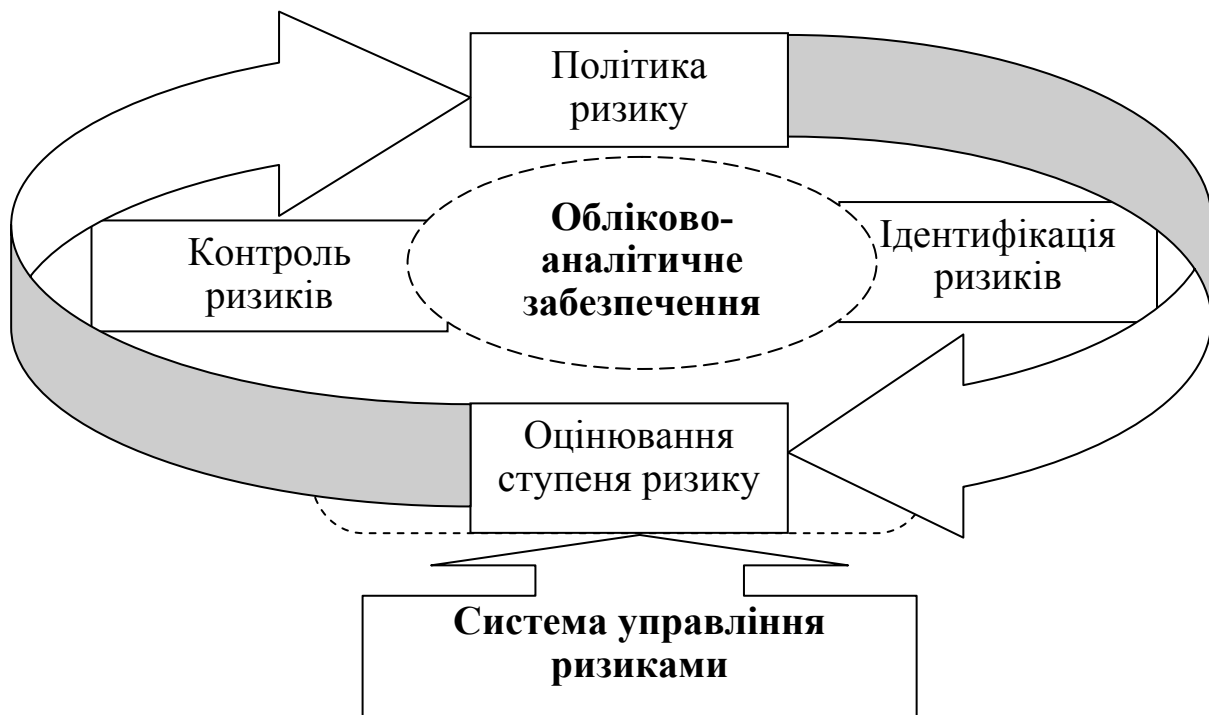 Політика
ризику
Обліково-
аналітичне
забезпечення
Контроль
ризиків
Ідентифікація
ризиків
Оцінювання
ступеня ризику
Система управління
ризиками